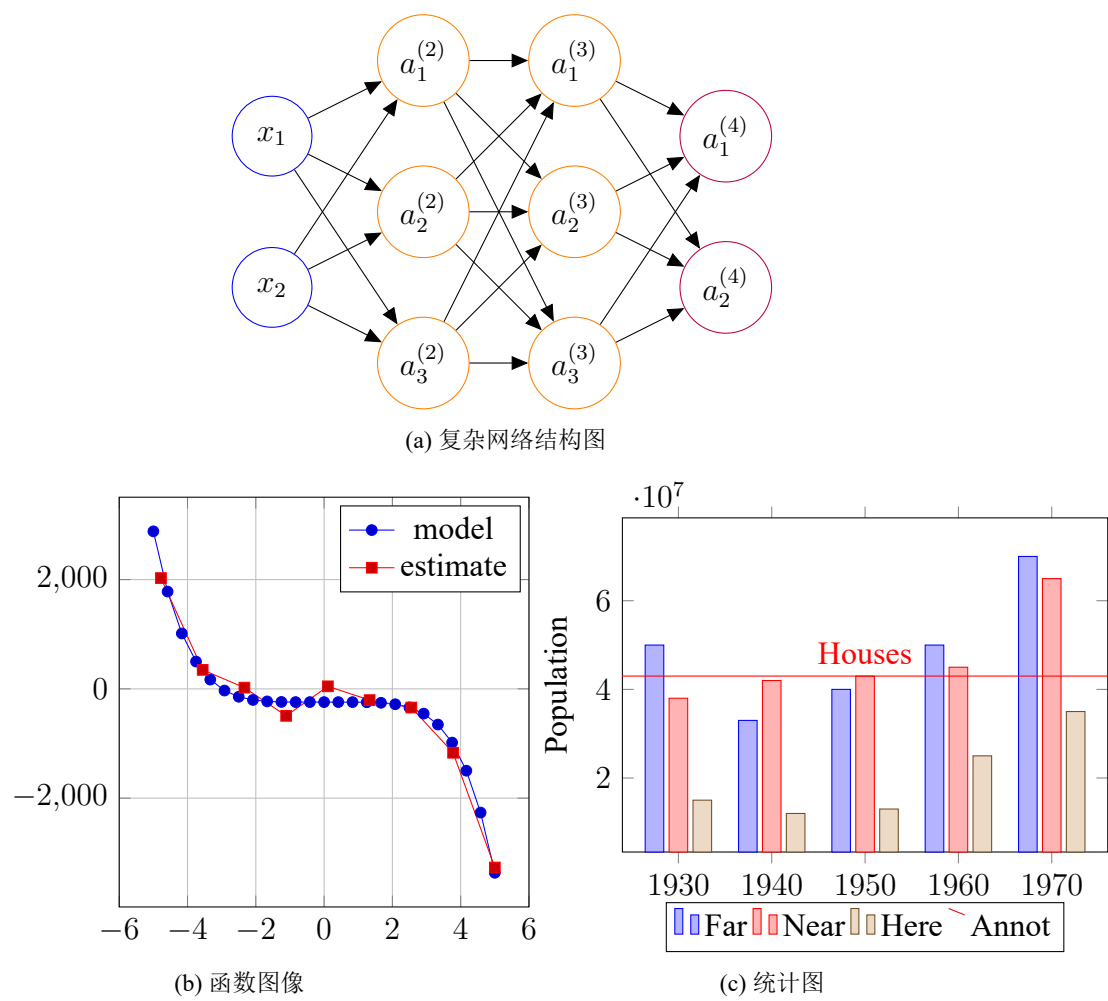 a_1^{(2)} a_1^{(3)}
x_1 a_1^{(4)}
a_2^{(2)} a_2^{(3)}
x_2 a_2^{(4)}
a_3^{(2)} a_3^{(3)}
(a) 复杂网络结构图
model
estimate
2,000
0
−2,000
−6 −4 −2 0 2 4 6
(b) 函数图像
·10^7
6
Houses
Population
2
4
1930 1940 1950 1960 1970
Far Near Here Annot
(c) 统计图